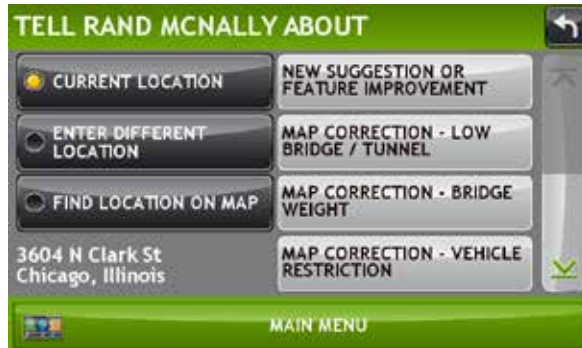 TELL RAND MCNALLY ABOUT
CURRENT LOCATION
ENTER DIFFERENT
LOCATION
FIND LOCATION ON MAP
3604 N Clark St
Chicago, Illinois
NEW SUGGESTION OR
FEATURE IMPROVEMENT
MAP CORRECTION - LOW
BRIDGE / TUNNEL
MAP CORRECTION - BRIDGE
WEIGHT
MAP CORRECTION - VEHICLE
RESTRICTION
MAIN MENU